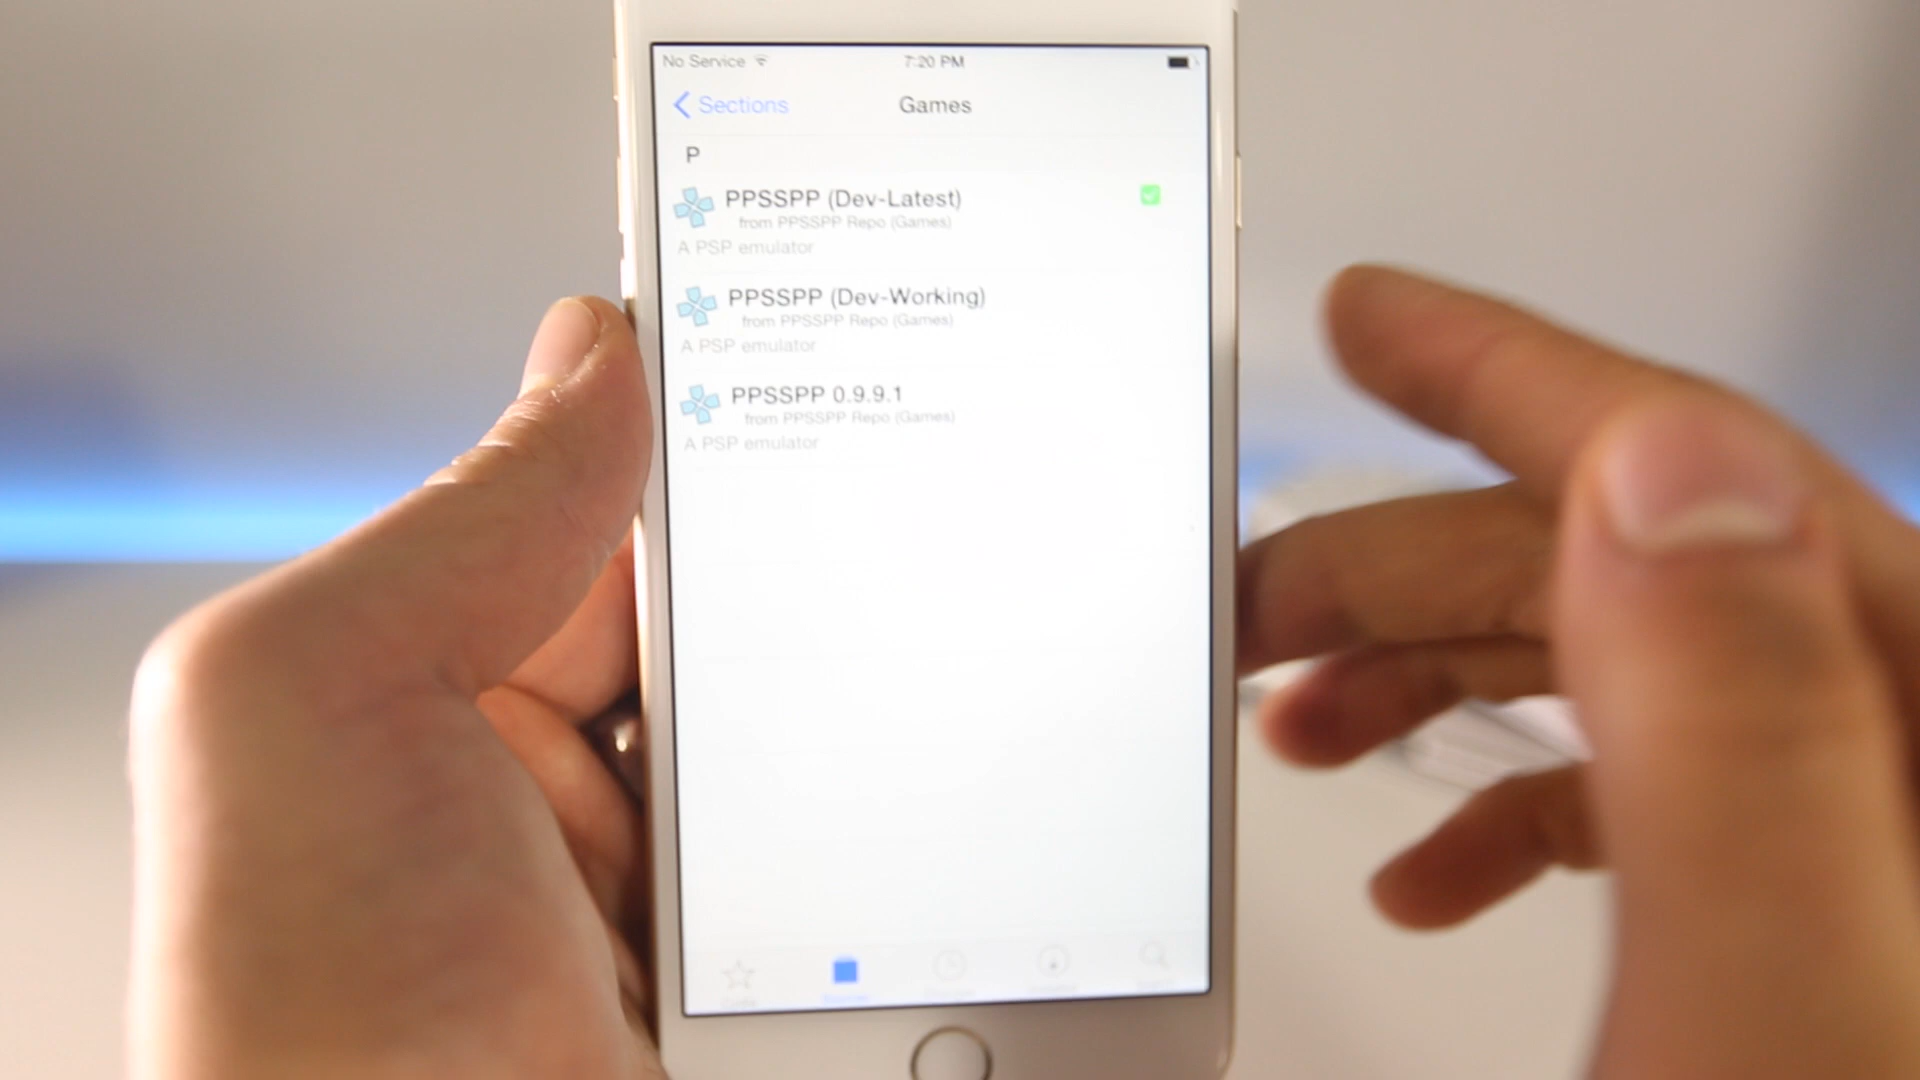 No Service 7:20 PM
Sections Games
P
PPSSPP (Dev-Latest)
from PPSSPP Repo (Games)
A PSP emulator
PPSSPP (Dev-Working)
from PPSSPP Repo (Games)
A PSP emulator
PPSSPP 0.9.9.1
from PPSSPP Repo (Games)
A PSP emulator